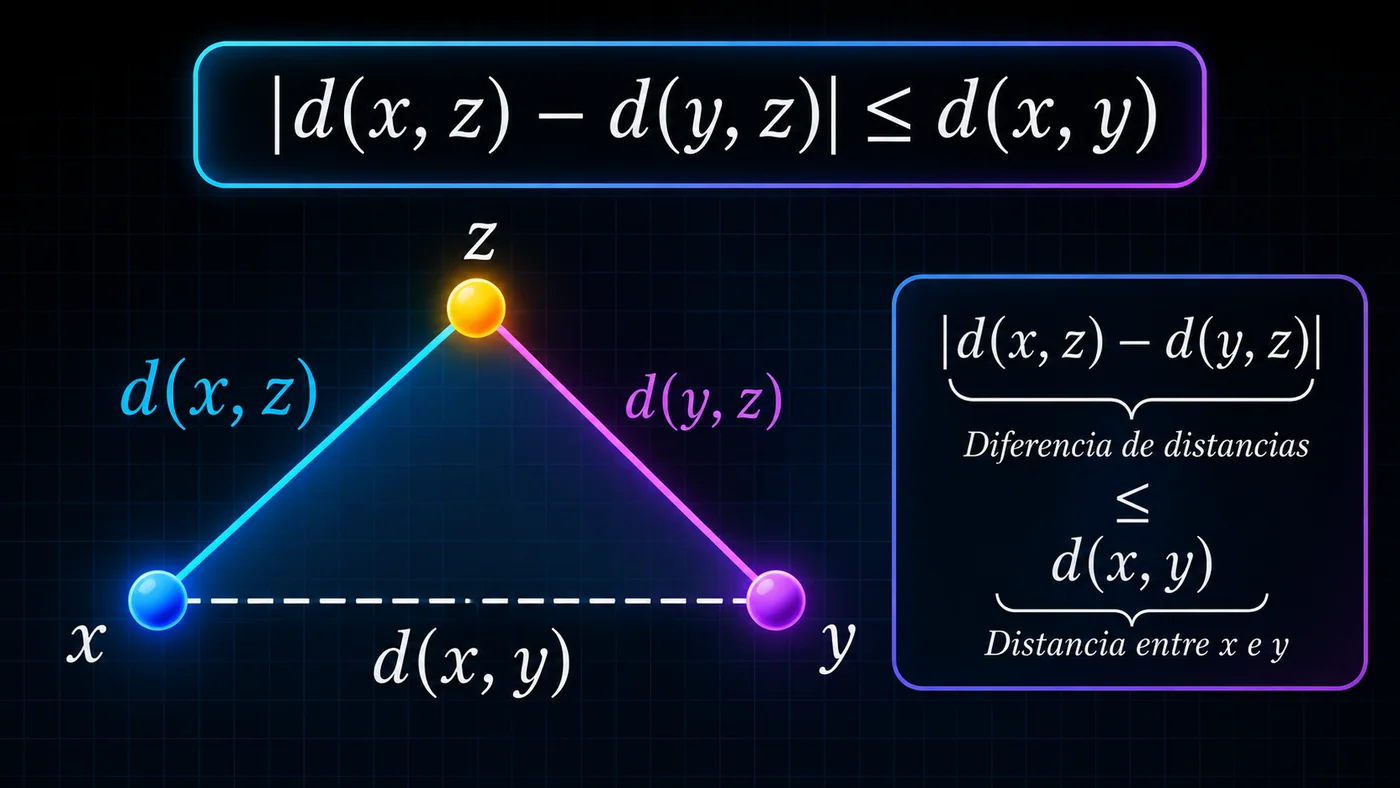 |d(x, z) − d(y, z)| ≤ d(x, y)
z
d(x, z)
d(y, z)
x
d(x, y)
y
|d(x, z) − d(y, z)|
Diferencia de distancias
≤
d(x, y)
Distancia entre x e y